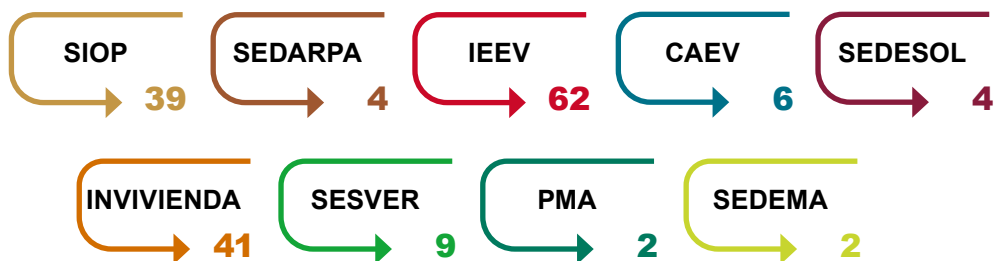 SIOP SEDARPA IEEV CAEV SEDESOL
39 4 62 6 4
INVIVIENDA SESVER PMA SEDEMA
41 9 2 2